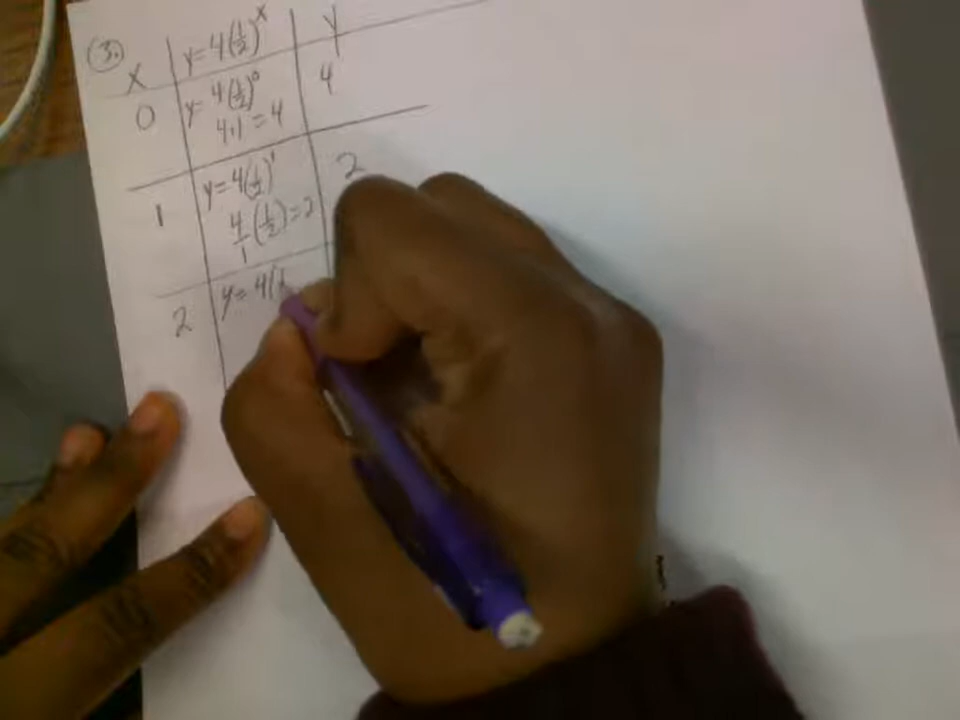 3.
X y = 4(1/2)^x Y
0 y = 4(1/2)^0 4
4·1 = 4
1 y = 4(1/2)^1 2
4/1 (1/2) = 2
2 y = 4(1